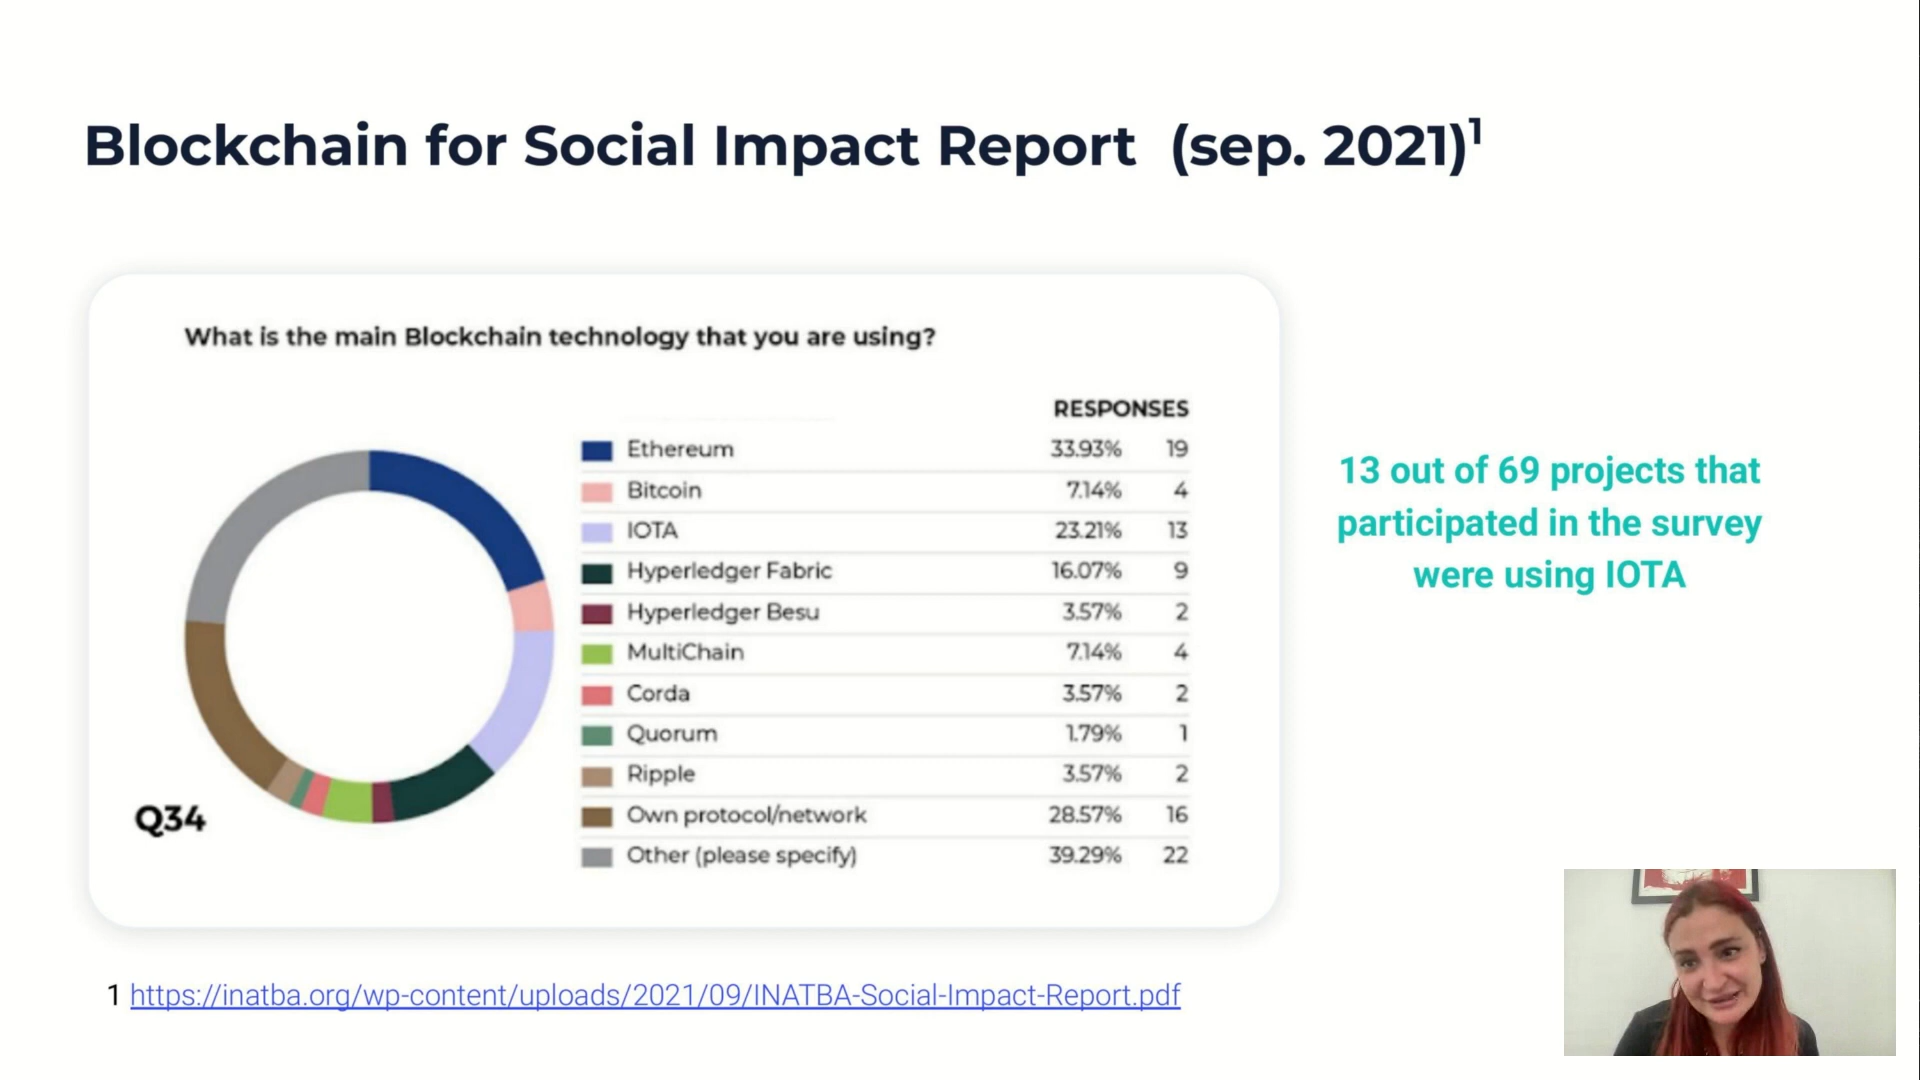 Blockchain for Social Impact Report (sep. 2021)1
What is the main Blockchain technology that you are using?
RESPONSES
Ethereum 33.93% 19
Bitcoin 7.14% 4
IOTA 23.21% 13
Hyperledger Fabric 16.07% 9
Hyperledger Besu 3.57% 2
MultiChain 7.14% 4
Corda 3.57% 2
Quorum 1.79% 1
Ripple 3.57% 2
Own protocol/network 28.57% 16
Other (please specify) 39.29% 22
Q34
13 out of 69 projects that
participated in the survey
were using IOTA
1 https://inatba.org/wp-content/uploads/2021/09/INATBA-Social-Impact-Report.pdf